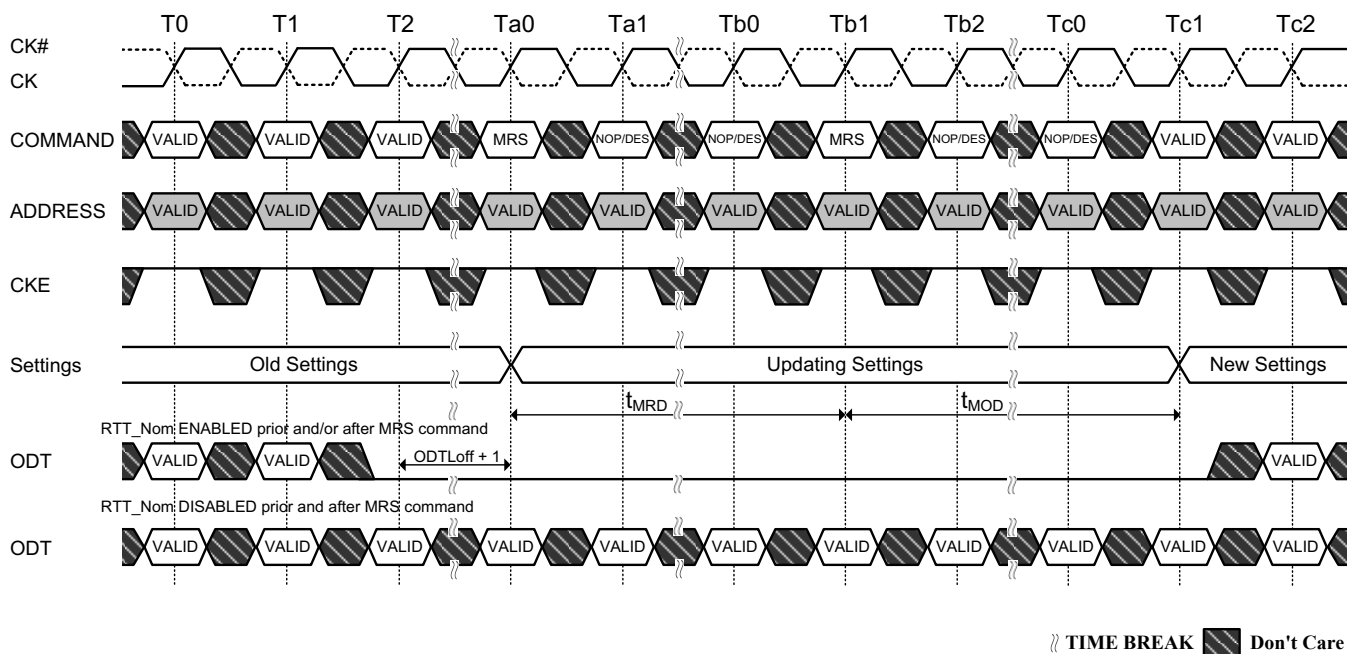 T0 T1 T2 Ta0 Ta1 Tb0 Tb1 Tb2 Tc0 Tc1 Tc2
CK#
CK
COMMAND VALID VALID VALID MRS NOP/DES NOP/DES MRS NOP/DES NOP/DES VALID VALID
ADDRESS VALID VALID VALID VALID VALID VALID VALID VALID VALID VALID VALID
CKE
Settings Old Settings Updating Settings New Settings
tMRD tMOD
RTT_Nom ENABLED prior and/or after MRS command
ODT VALID VALID ODTLoff + 1 VALID
RTT_Nom DISABLED prior and after MRS command
ODT VALID VALID VALID VALID VALID VALID VALID VALID VALID VALID VALID
TIME BREAK Don't Care